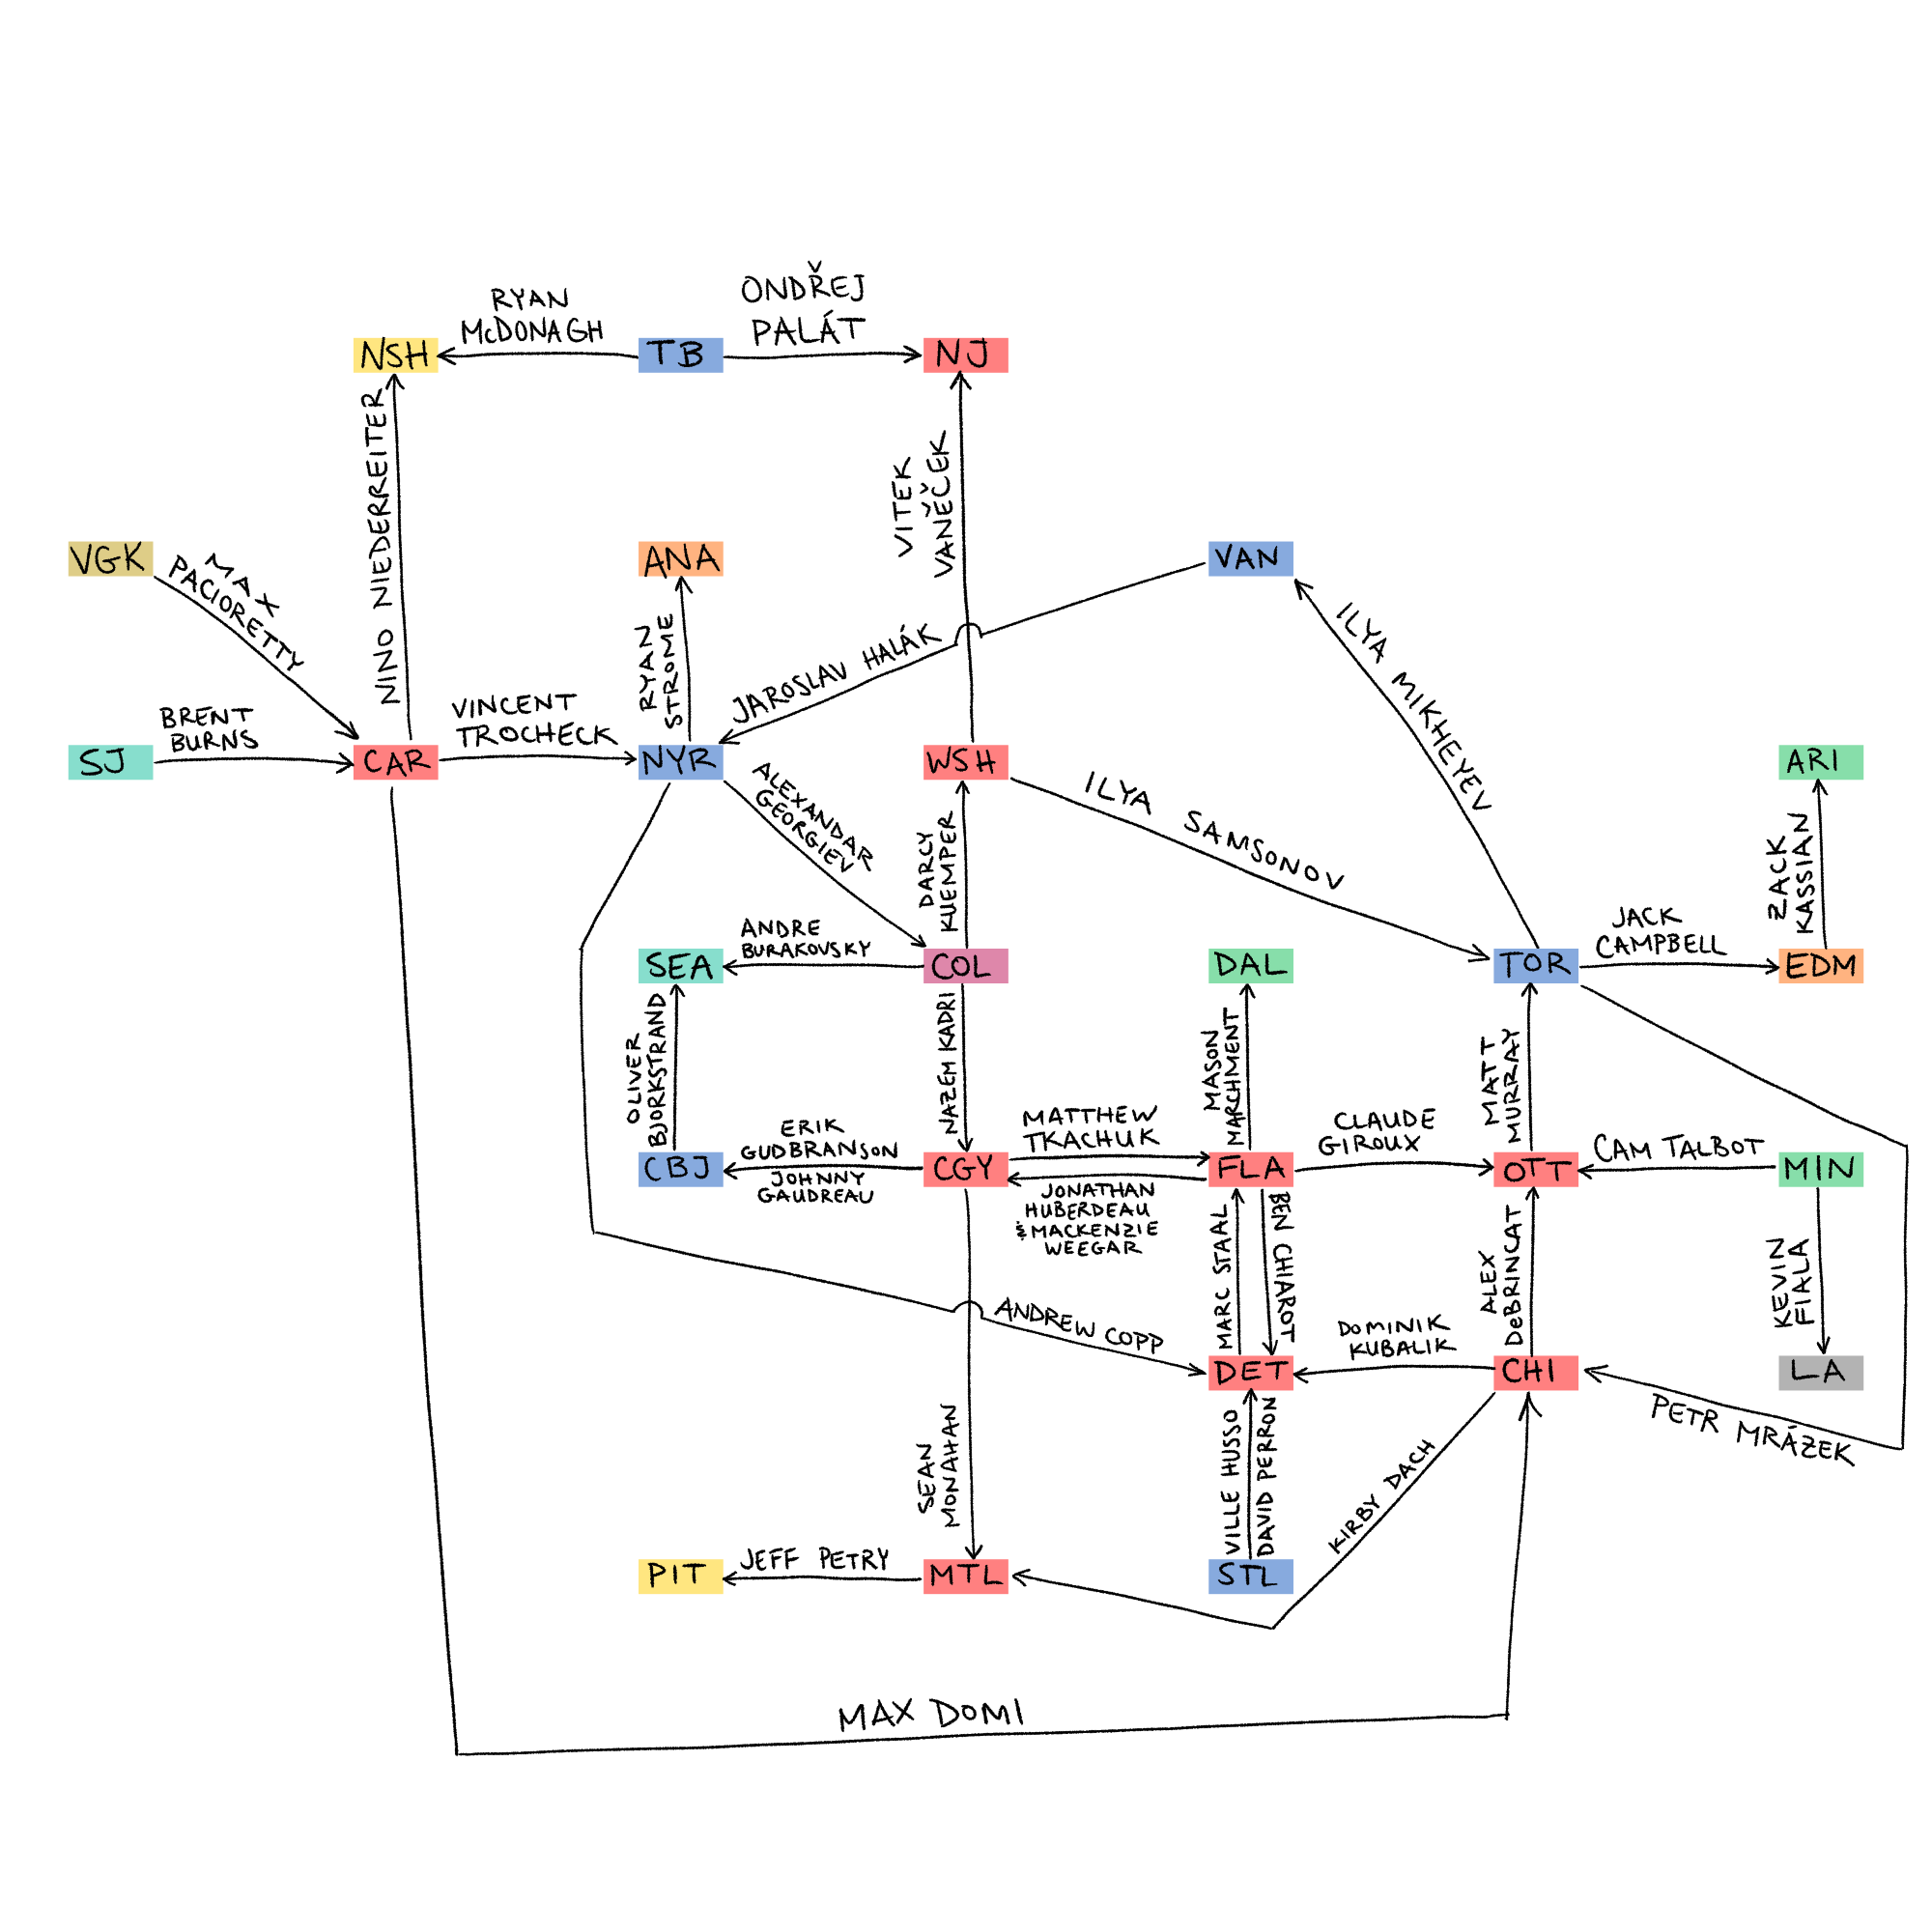 RYAN
McDONAGH
ONDŘEJ
PALÁT
NSH
TB
NJ
NINO NIEDERREITER
VITEK
VANĚČEK
VGK
MAX
PACIORETTY
ANA
VAN
RYAN
STROME
JAROSLAV HALÁK
ILYA MIKHEYEV
BRENT
BURNS
VINCENT
TROCHECK
SJ
CAR
NYR
WSH
ARI
ALEXANDAR
GEORGIEV
DARCY
KUEMPER
ILYA SAMSONOV
ZACK
KASSIAN
ANDRE
BURAKOVSKY
JACK
CAMPBELL
SEA
COL
DAL
TOR
EDM
OLIVER
BJORKSTRAND
NAZEM KADRI
MASON
MARCHMENT
MATT
MURRAY
ERIK
GUDBRANSON
MATTHEW
TKACHUK
CLAUDE
GIROUX
CAM TALBOT
CBJ
CGY
FLA
OTT
MIN
JOHNNY
GAUDREAU
JONATHAN
HUBERDEAU
& MACKENZIE
WEEGAR
MARC STAAL
BEN CHIAROT
ALEX
DeBRINCAT
KEVIN
FIALA
ANDREW COPP
DOMINIK
KUBALIK
DET
CHI
LA
PETR MRÁZEK
SEAN
MONAHAN
VILLE HUSSO
DAVID PERRON
KIRBY DACH
JEFF PETRY
PIT
MTL
STL
MAX DOMI